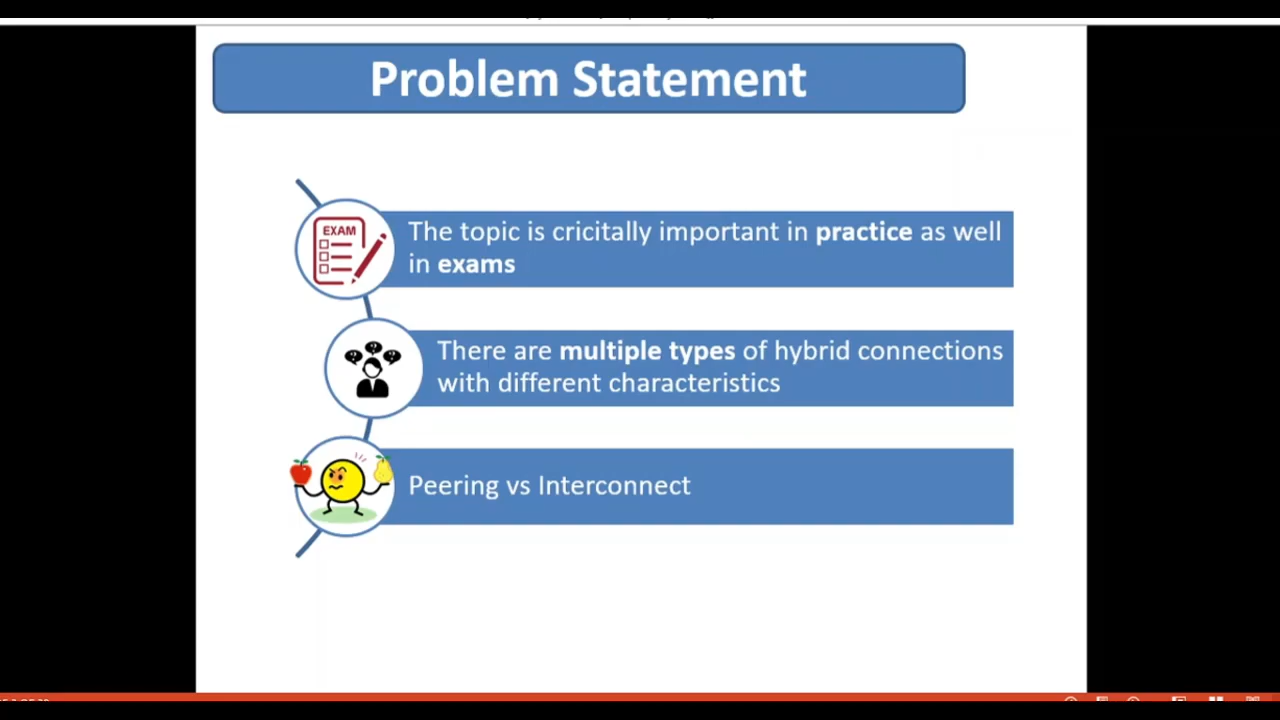 Problem Statement
EXAM
The topic is cricitally important in practice as well
in exams
There are multiple types of hybrid connections
with different characteristics
Peering vs Interconnect